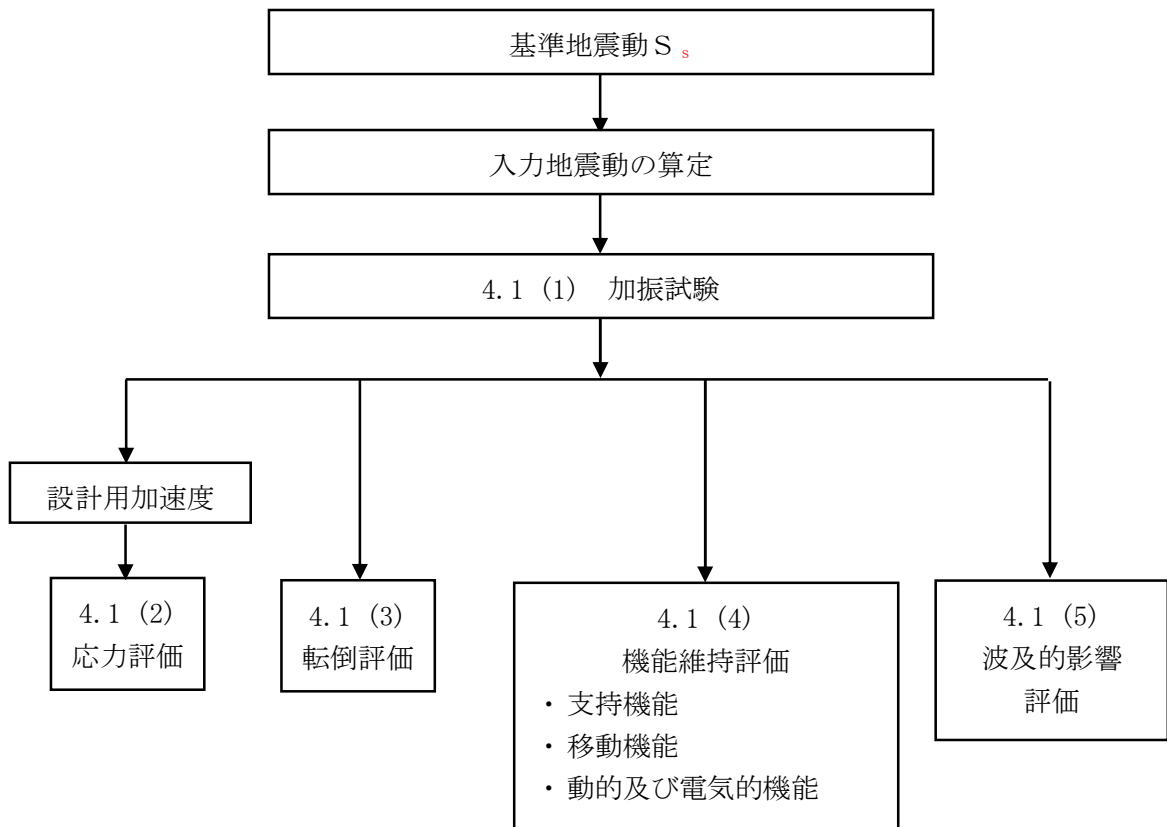 基準地震動Ｓｓ
入力地震動の算定
4.1 (1)　加振試験
設計用加速度
4.1 (2)
応力評価
4.1 (3)
転倒評価
4.1 (4)
機能維持評価
・支持機能
・移動機能
・動的及び電気的機能
4.1 (5)
波及的影響
評価